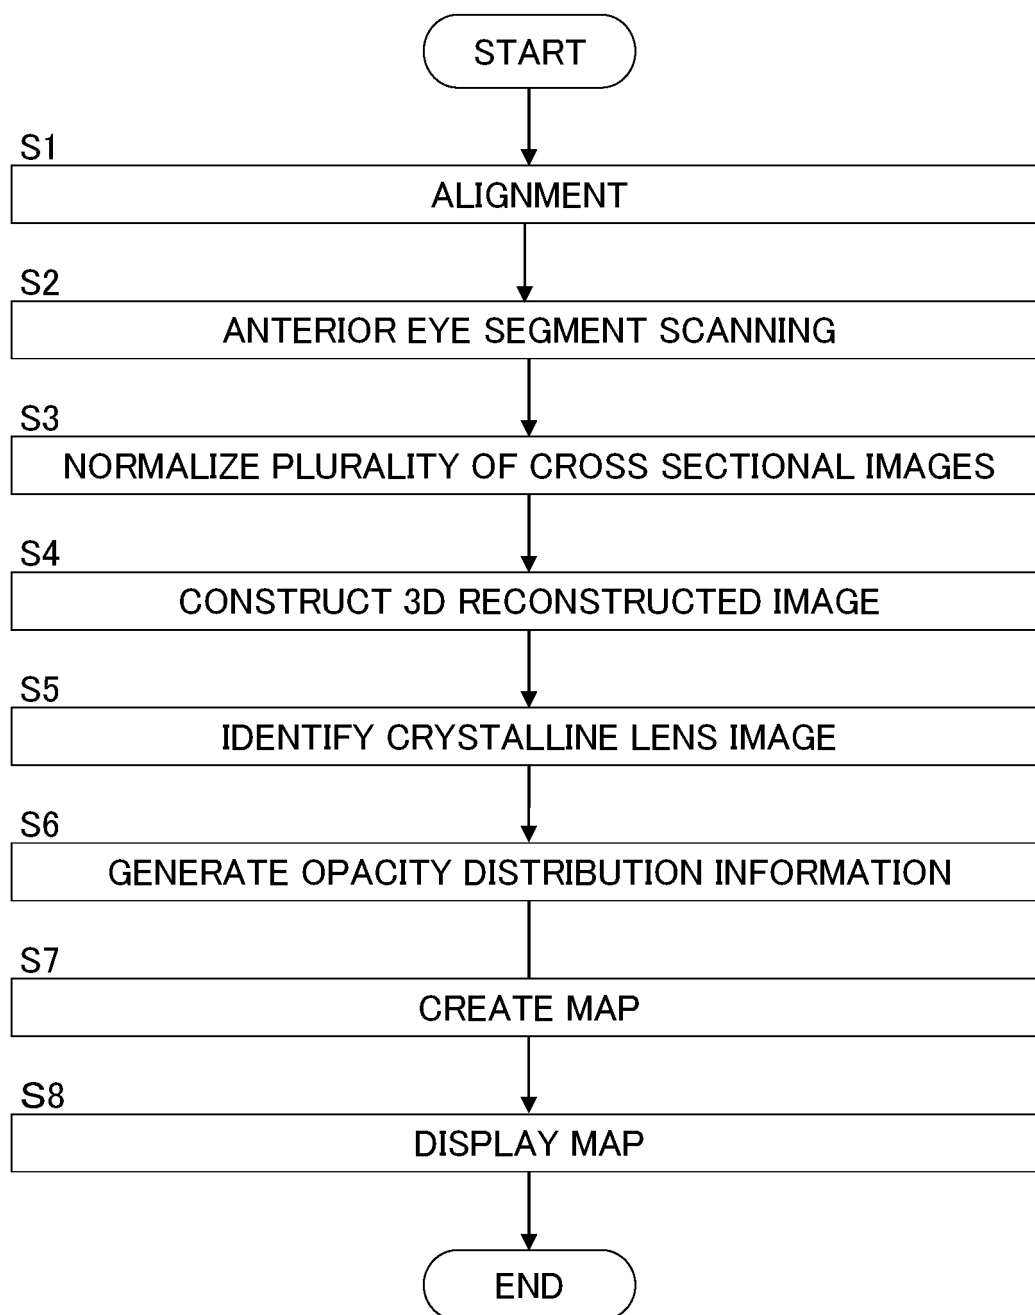 START
S1
ALIGNMENT
S2
ANTERIOR EYE SEGMENT SCANNING
S3
NORMALIZE PLURALITY OF CROSS SECTIONAL IMAGES
S4
CONSTRUCT 3D RECONSTRUCTED IMAGE
S5
IDENTIFY CRYSTALLINE LENS IMAGE
S6
GENERATE OPACITY DISTRIBUTION INFORMATION
S7
CREATE MAP
S8
DISPLAY MAP
END